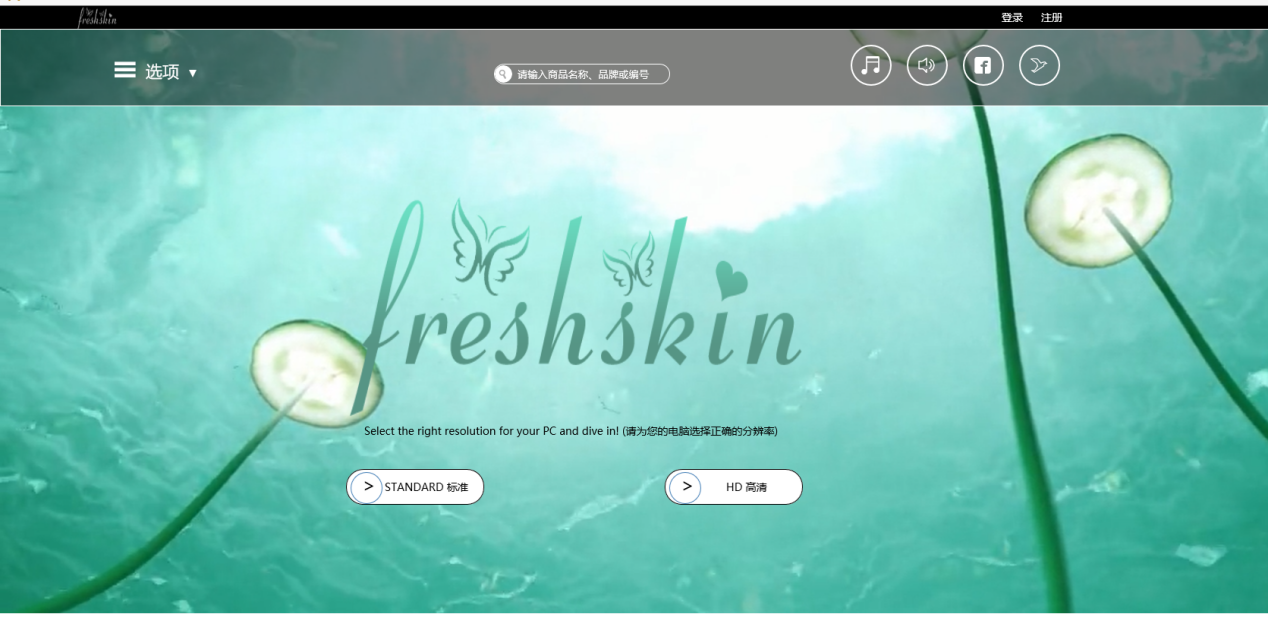 freshskin
登录 注册
选项 ▼
请输入商品名称、品牌或编号
freshskin
Select the right resolution for your PC and dive in! (请为您的电脑选择正确的分辨率)
> STANDARD 标准
> HD 高清